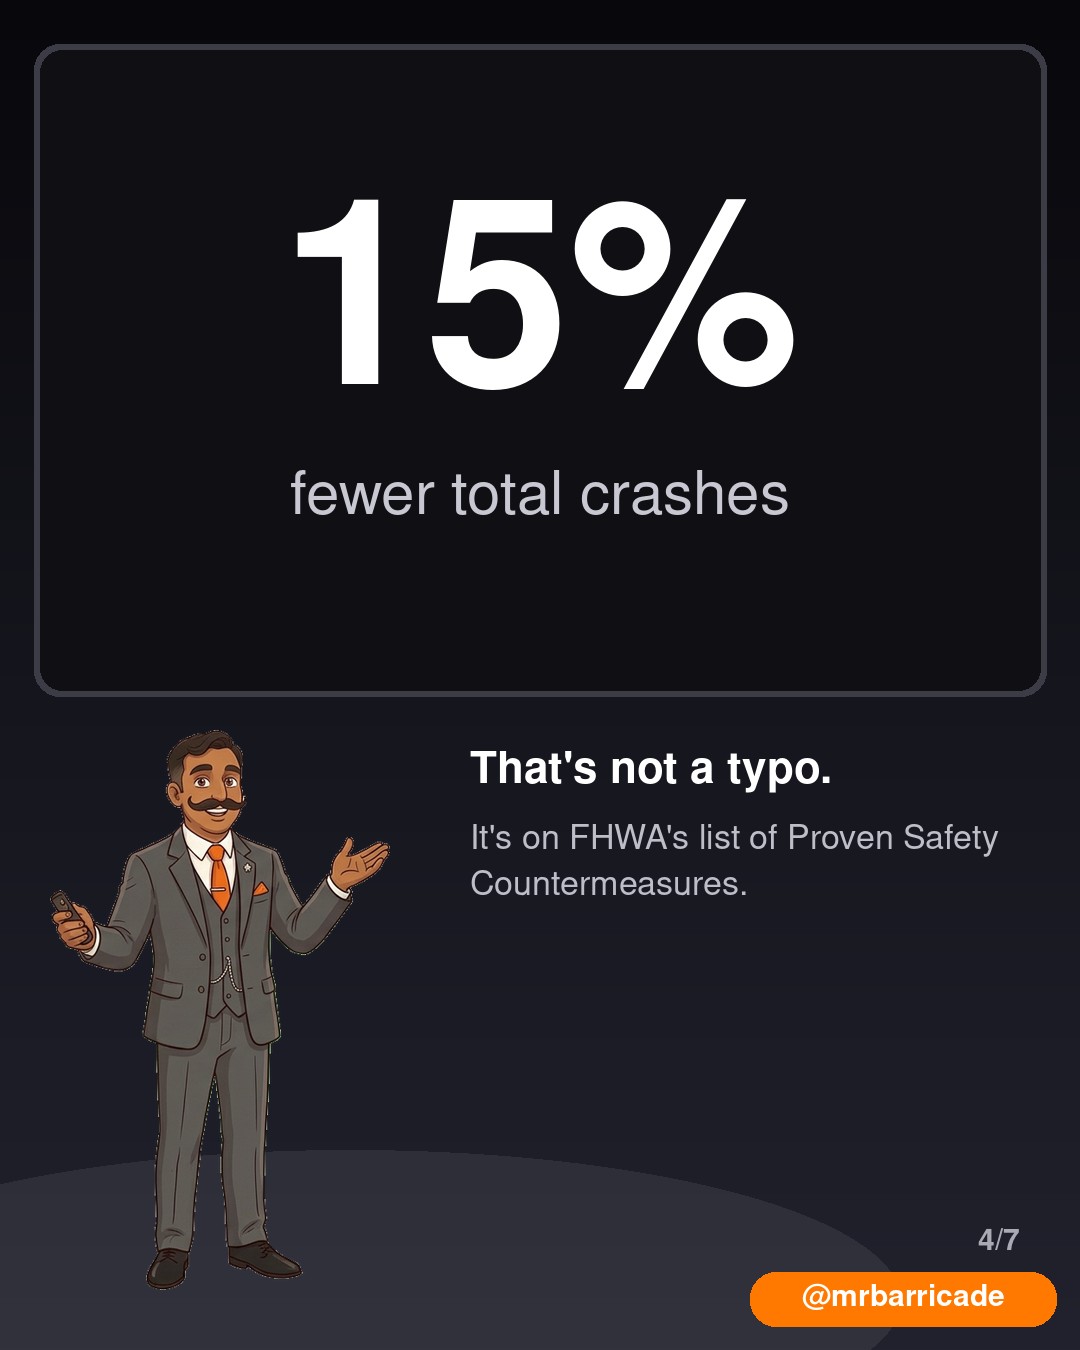 15%
fewer total crashes
That's not a typo.
It's on FHWA's list of Proven Safety
Countermeasures.
4/7
@mrbarricade